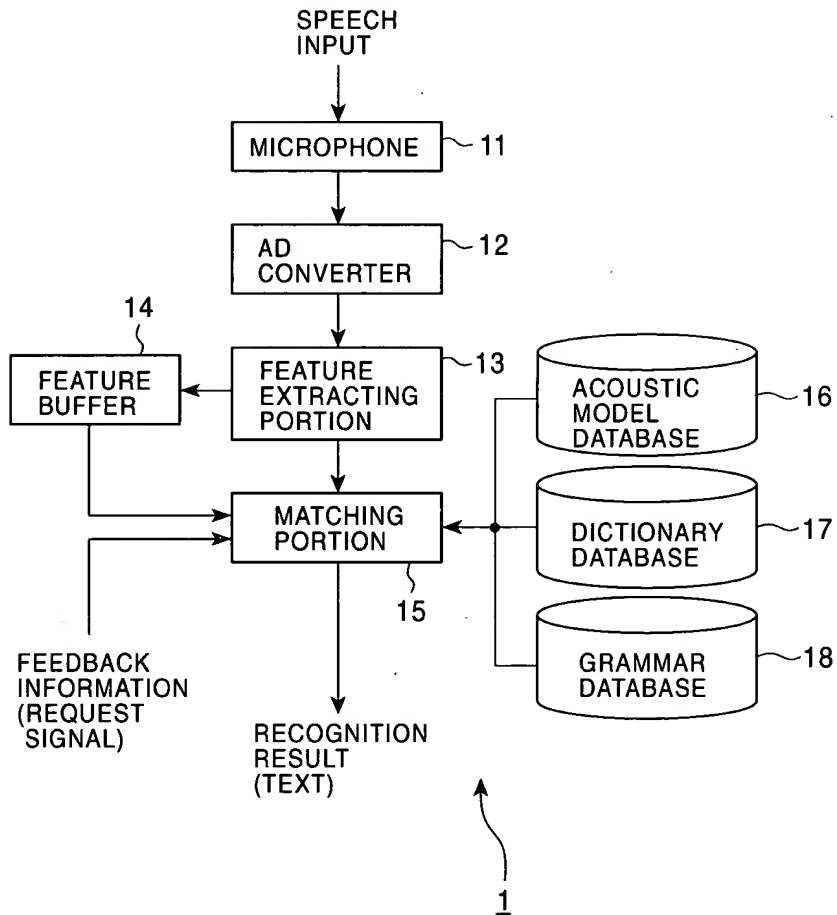 SPEECH
INPUT
MICROPHONE
11
AD
CONVERTER
12
14
FEATURE
BUFFER
FEATURE
EXTRACTING
PORTION
13
ACOUSTIC
MODEL
DATABASE
16
MATCHING
PORTION
15
DICTIONARY
DATABASE
17
GRAMMAR
DATABASE
18
FEEDBACK
INFORMATION
(REQUEST
SIGNAL)
RECOGNITION
RESULT
(TEXT)
1